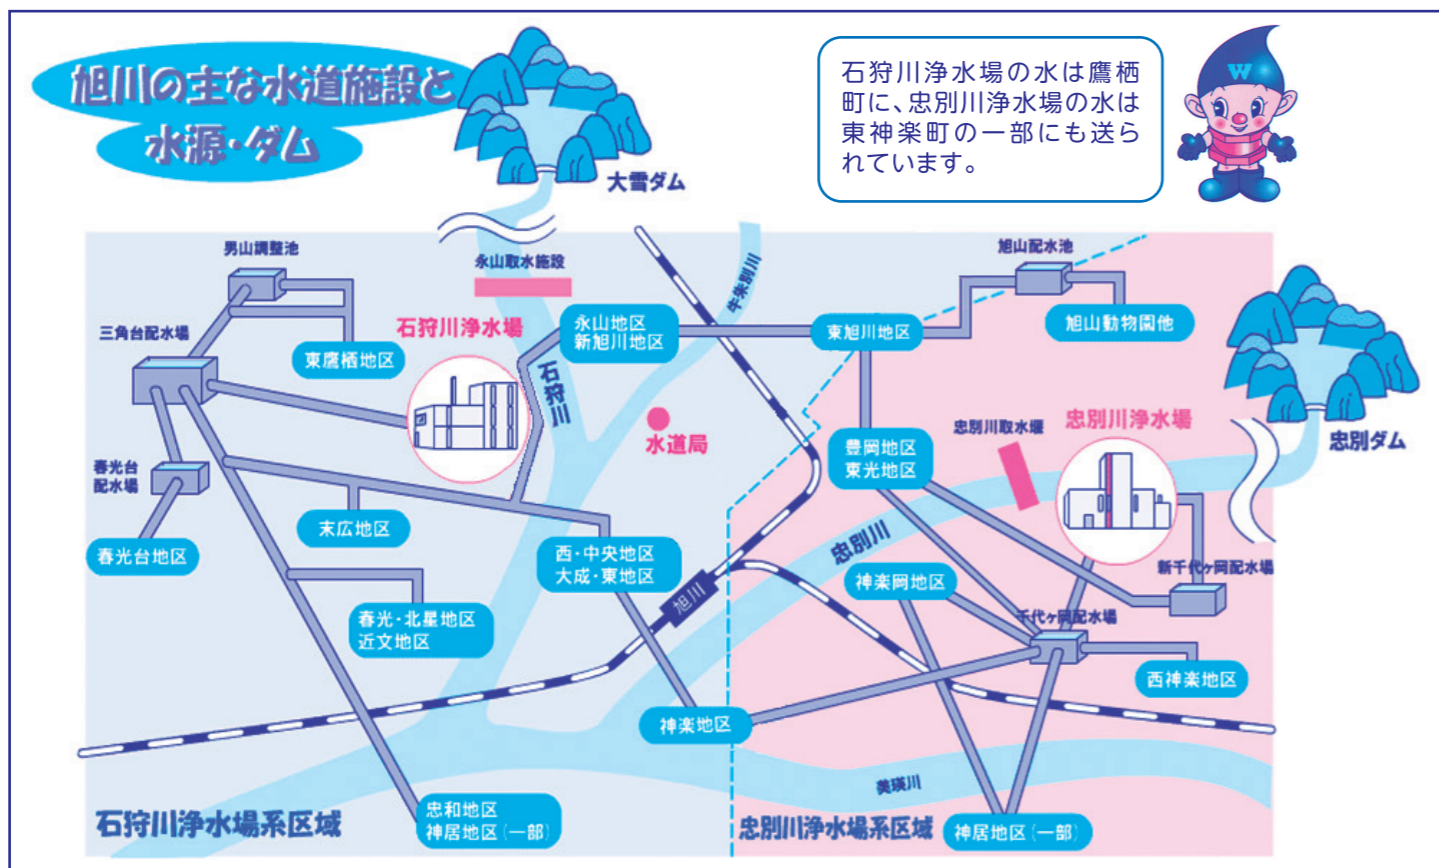 旭川の主な水道施設と
水源・ダム
石狩川浄水場の水は鷹栖
町に、忠別川浄水場の水は
東神楽町の一部にも送ら
れています。
W
大雪ダム
男山調整池
永山取水施設
牛朱別川
旭山配水池
三角台配水場
石狩川浄水場
永山地区
新旭川地区
東旭川地区
旭山動物園他
東鷹栖地区
石狩川
水道局
忠別川取水堰
忠別川浄水場
忠別ダム
豊岡地区
東光地区
春光台
配水場
末広地区
春光台地区
西・中央地区
大成・東地区
忠別川
神楽岡地区
新千代ヶ岡配水場
旭川
千代ヶ岡配水場
春光・北星地区
近文地区
西神楽地区
神楽地区
美瑛川
石狩川浄水場系区域
忠和地区
神居地区(一部)
忠別川浄水場系区域
神居地区(一部)